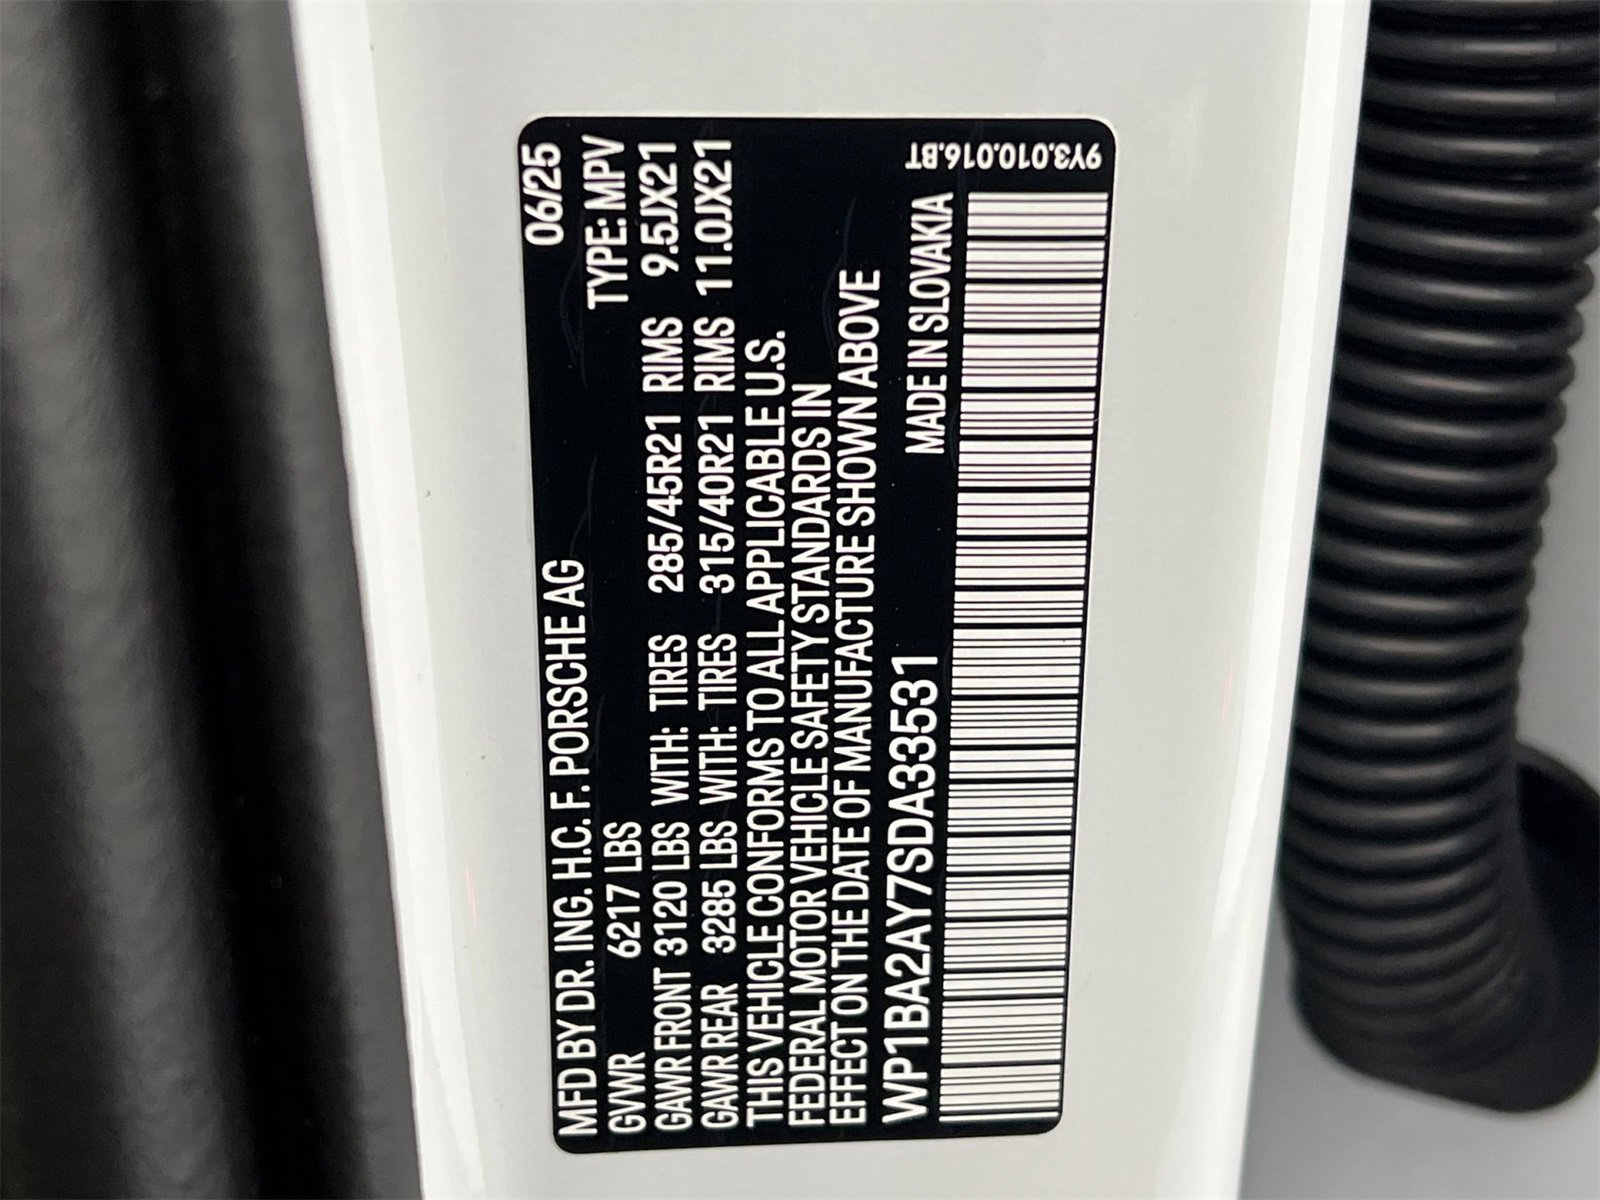 MFD BY DR. ING. H.C. F. PORSCHE AG 06/25
GVWR 6217 LBS TYPE: MPV
GAWR FRONT 3120 LBS WITH: TIRES 285/45R21 RIMS 9.5JX21
GAWR REAR 3285 LBS WITH: TIRES 315/40R21 RIMS 11.0JX21
THIS VEHICLE CONFORMS TO ALL APPLICABLE U.S.
FEDERAL MOTOR VEHICLE SAFETY STANDARDS IN
EFFECT ON THE DATE OF MANUFACTURE SHOWN ABOVE
WP1BA2AY7SDA33531 MADE IN SLOVAKIA
9Y3.010.016.BT